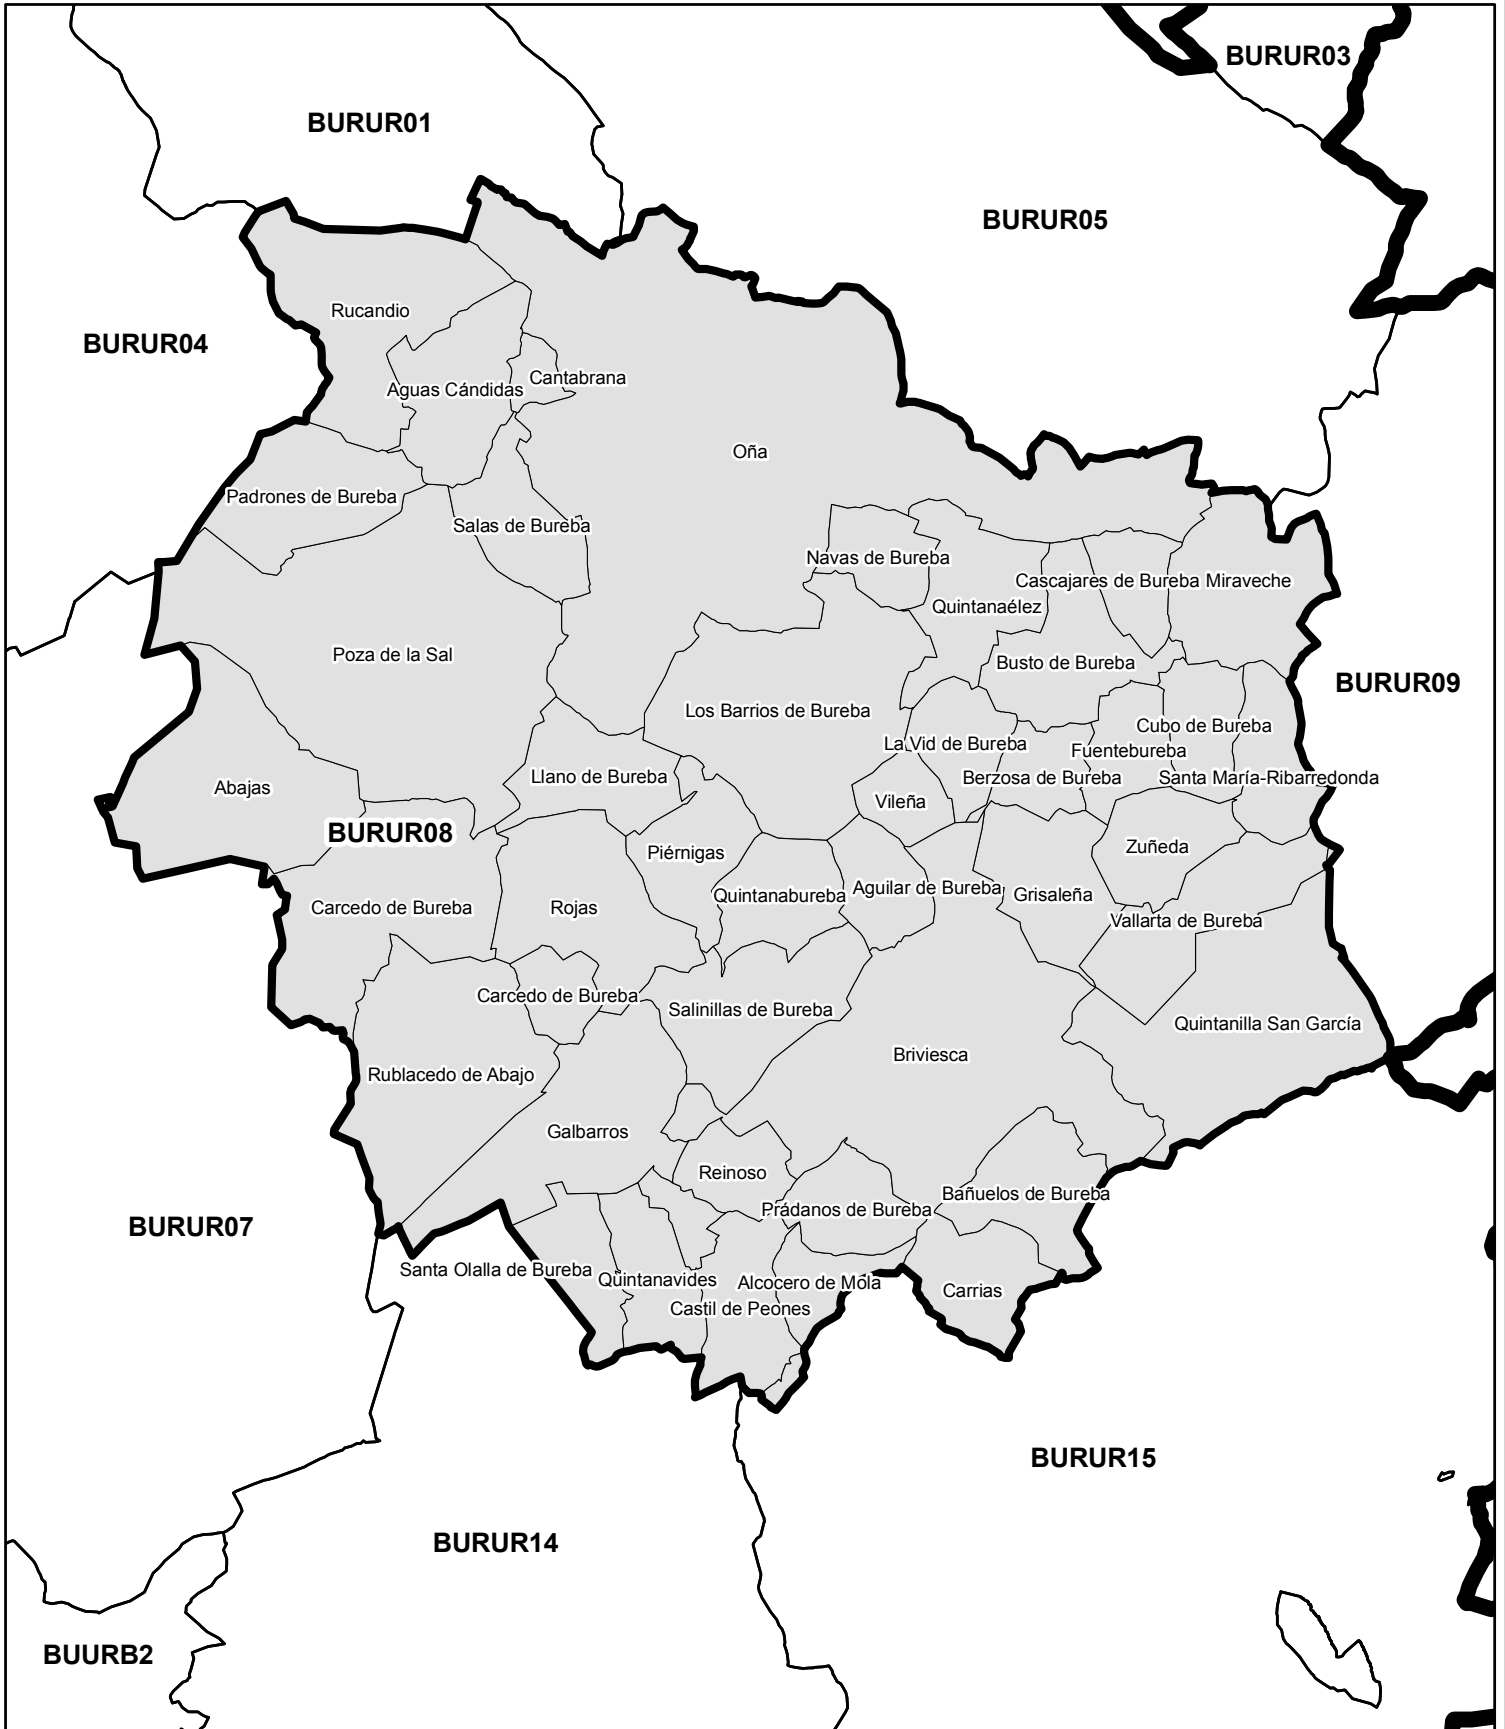 BURUR03
BURUR01
BURUR05
Rucandio
BURUR04
Cantabrana
Aguas Cándidas
Oña
Padrones de Bureba
Salas de Bureba
Navas de Bureba
Cascajares de Bureba
Miraveche
Quintanaélez
Poza de la Sal
Busto de Bureba
BURUR09
Los Barrios de Bureba
Cubo de Bureba
La Vid de Bureba
Fuentebureba
Llano de Bureba
Berzosa de Bureba
Santa María-Ribarredonda
Abajas
Vileña
BURUR08
Zuñeda
Piérnigas
Aguilar de Bureba
Quintanabureba
Grisaleña
Carcedo de Bureba
Rojas
Vallarta de Bureba
Carcedo de Bureba
Salinillas de Bureba
Quintanilla San García
Briviesca
Rublacedo de Abajo
Galbarros
Reinoso
Bañuelos de Bureba
Prádanos de Bureba
BURUR07
Santa Olalla de Bureba
Quintanavides
Alcocero de Mola
Carrias
Castil de Peones
BURUR15
BURUR14
BUURB2